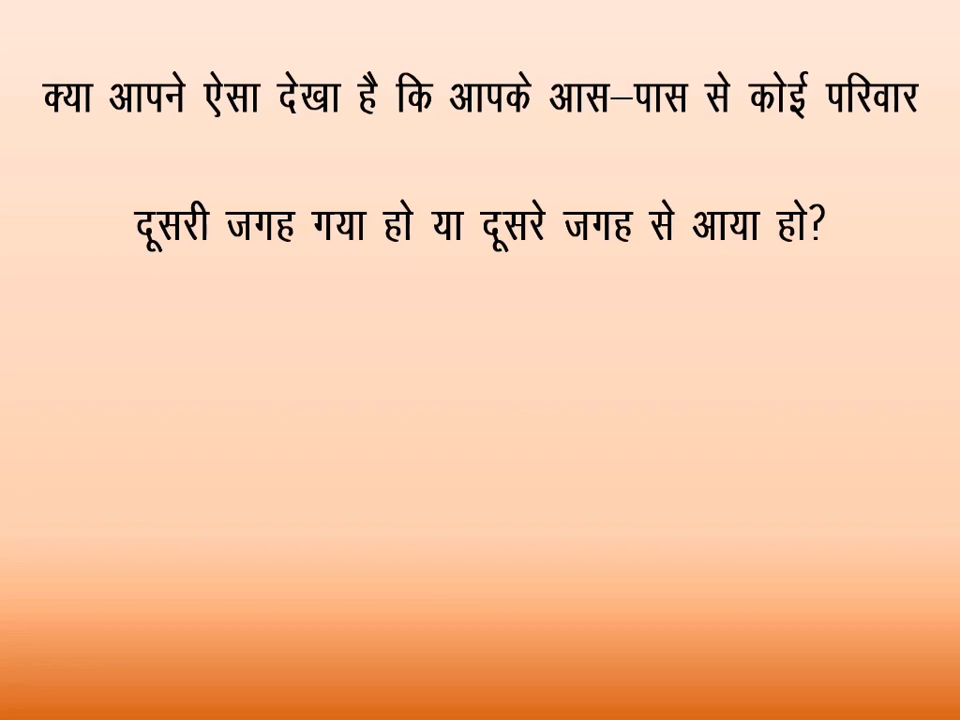 क्या आपने ऐसा देखा है कि आपके आस–पास से कोई परिवार
दूसरी जगह गया हो या दूसरे जगह से आया हो?